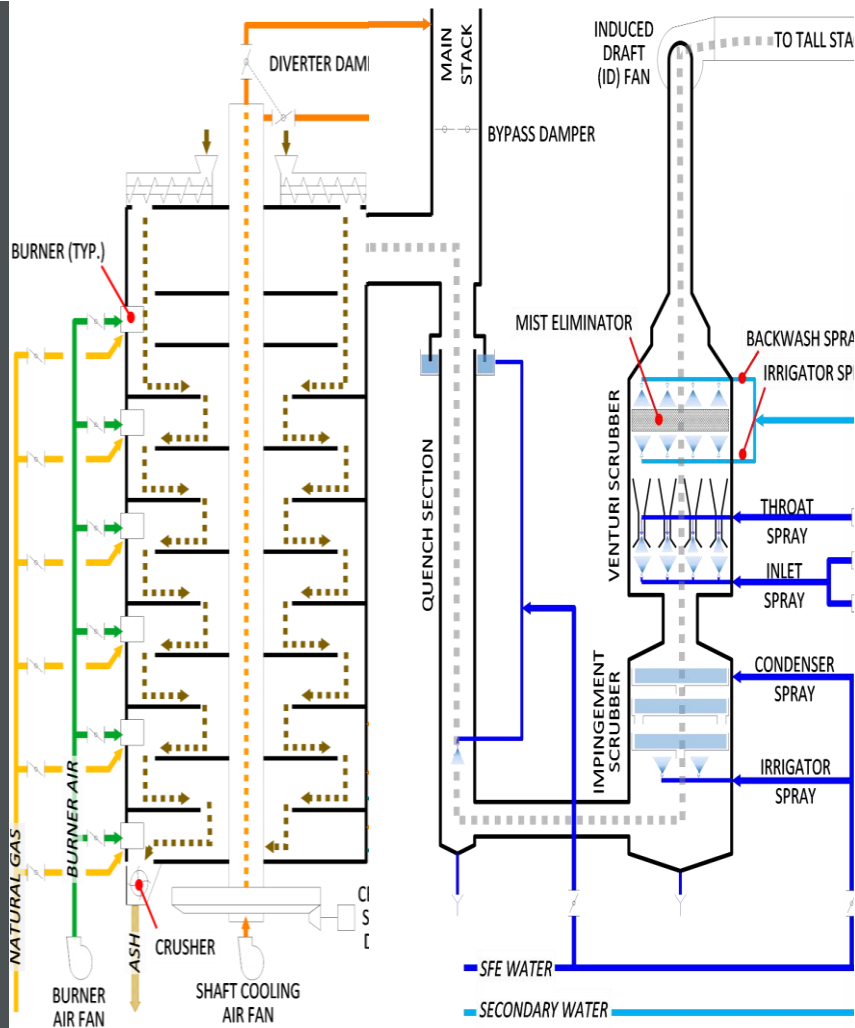 DIVERTER DAM
MAIN
STACK
INDUCED
DRAFT
(ID) FAN
TO TALL STA
BYPASS DAMPER
BURNER (TYP.)
MIST ELIMINATOR
BACKWASH SPRA
IRRIGATOR SP
VENTURI SCRUBBER
QUENCH SECTION
THROAT
SPRAY
INLET
SPRAY
IMPINGEMENT
SCRUBBER
CONDENSER
SPRAY
IRRIGATOR
SPRAY
NATURAL GAS
BURNER AIR
ASH
CRUSHER
BURNER
AIR FAN
SHAFT COOLING
AIR FAN
SFE WATER
SECONDARY WATER